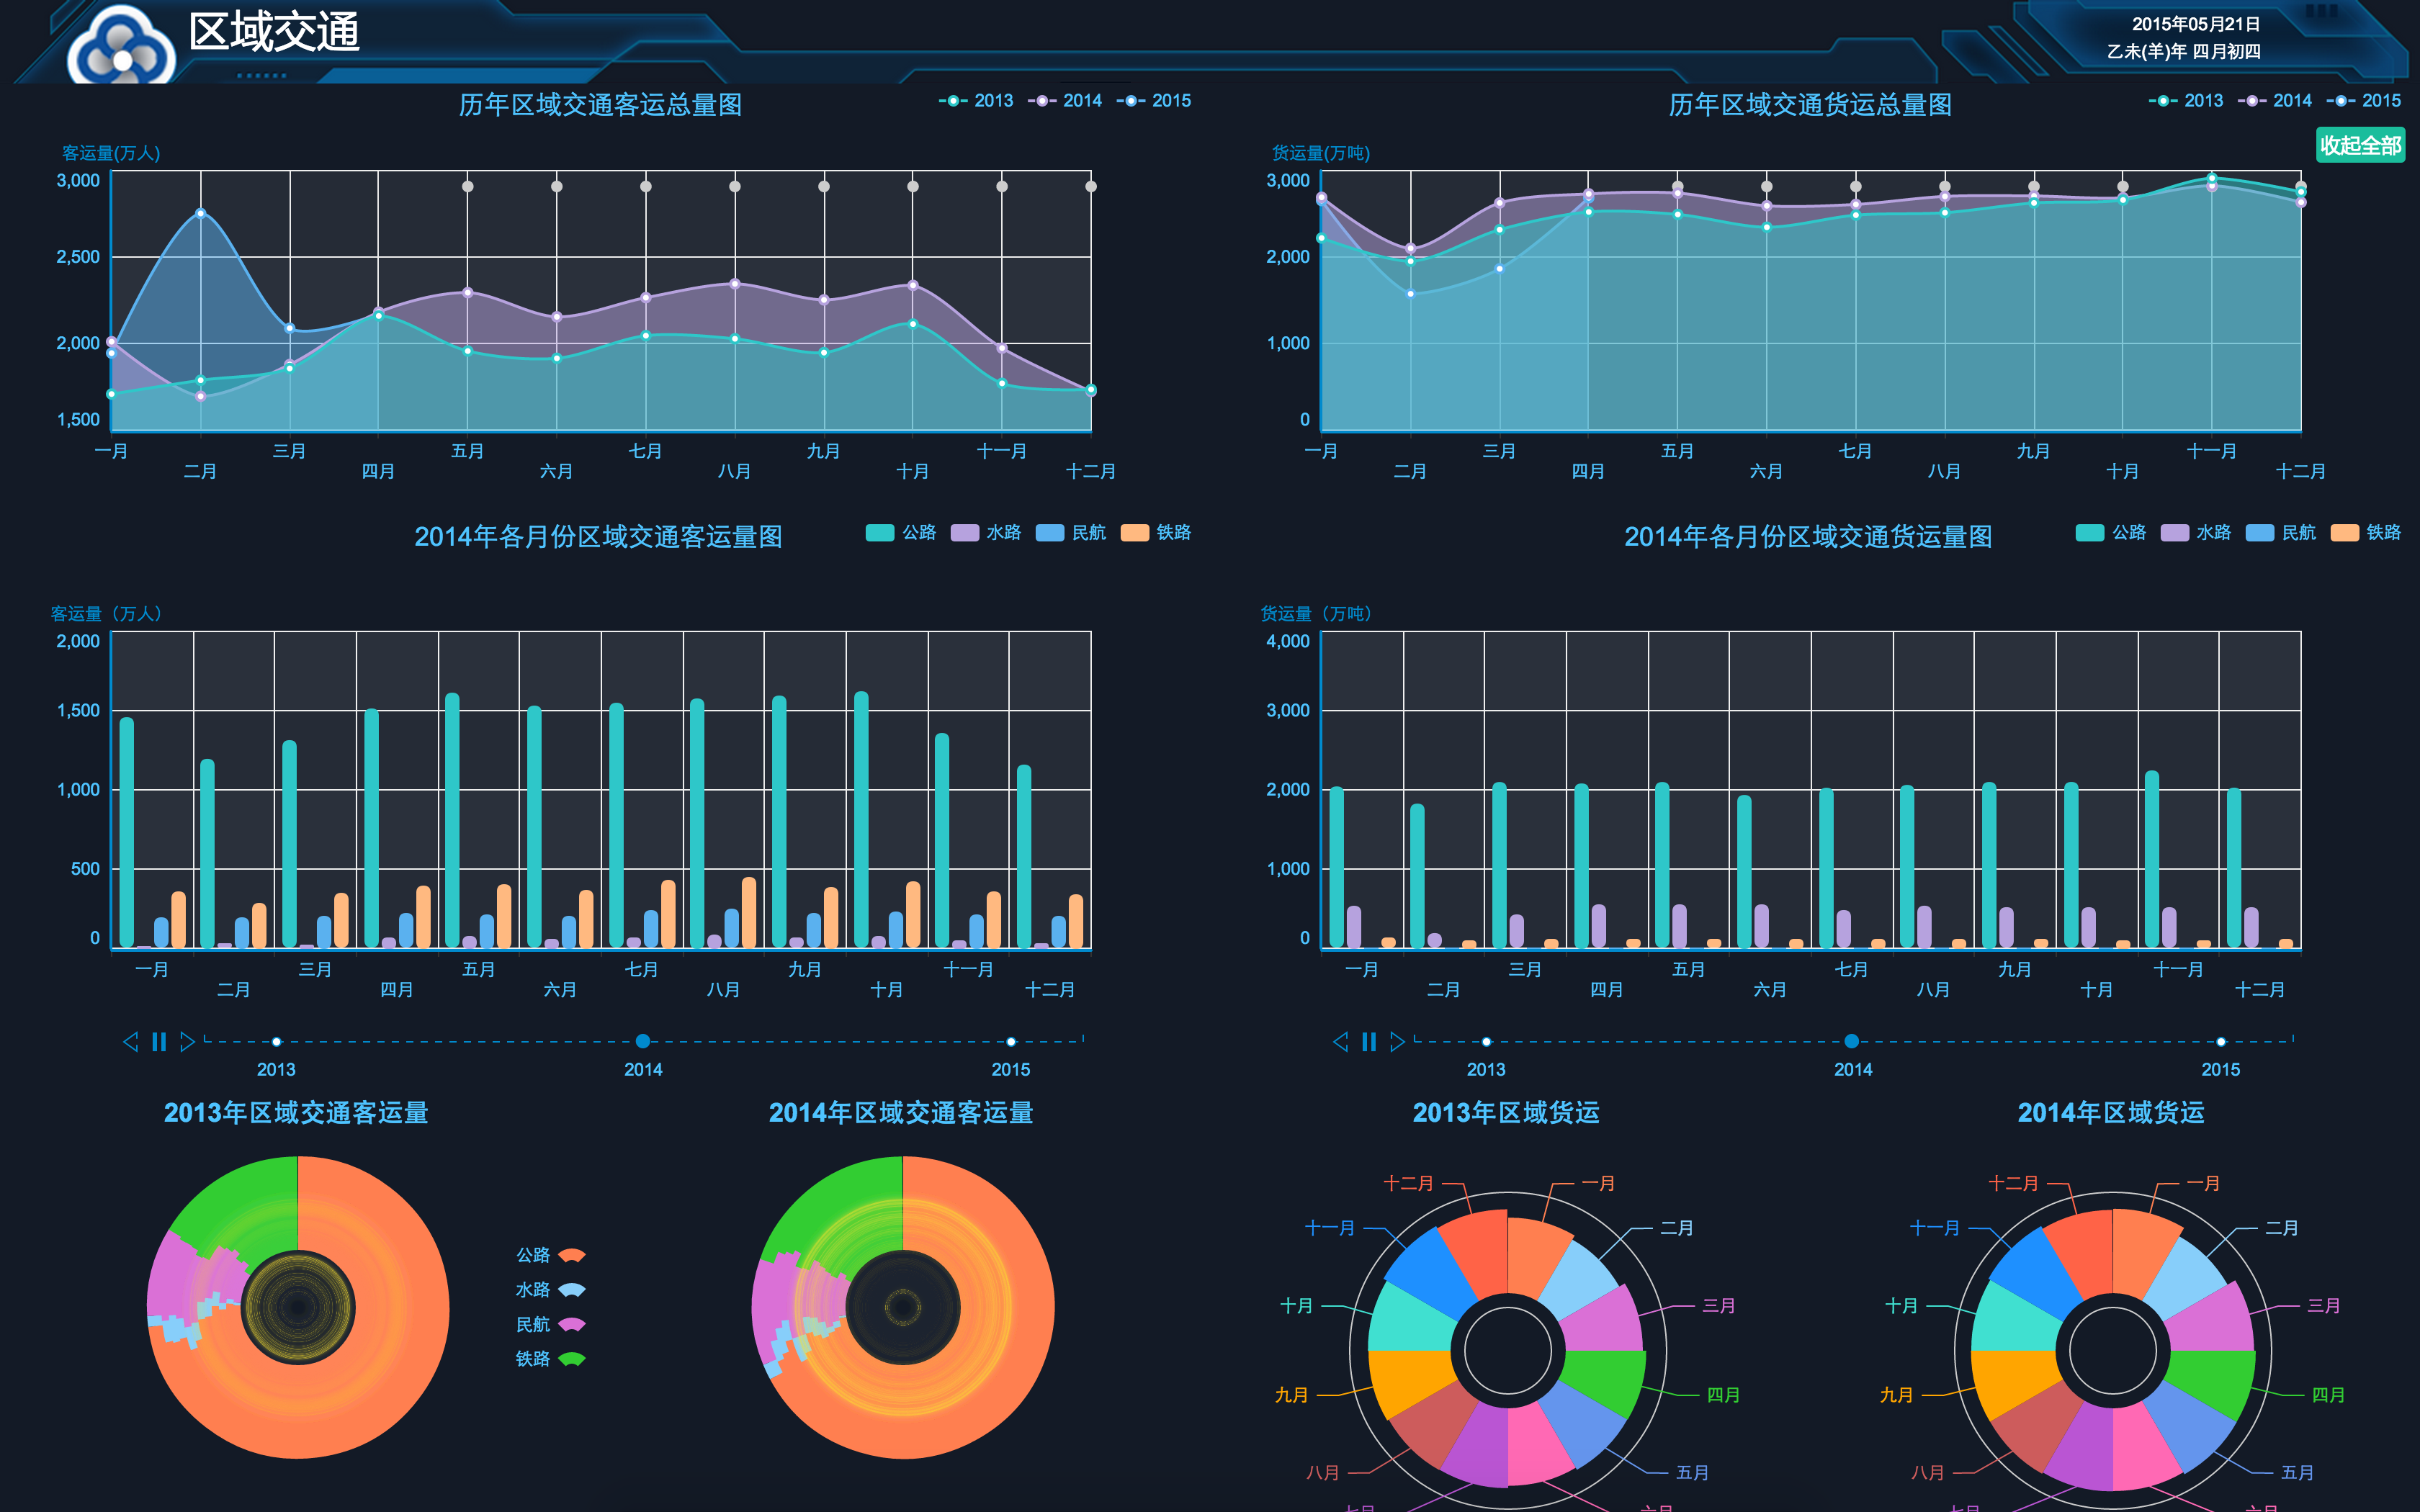 区域交通
2015年05月21日
乙未(羊)年 四月初四
历年区域交通客运总量图
2013 2014 2015
客运量(万人)
3,000
2,500
2,000
1,500
一月 二月 三月 四月 五月 六月 七月 八月 九月 十月 十一月 十二月
历年区域交通货运总量图
2013 2014 2015
收起全部
货运量(万吨)
3,000
2,000
1,000
0
一月 二月 三月 四月 五月 六月 七月 八月 九月 十月 十一月 十二月
2014年各月份区域交通客运量图
公路 水路 民航 铁路
客运量（万人）
2,000
1,500
1,000
500
0
一月 二月 三月 四月 五月 六月 七月 八月 九月 十月 十一月 十二月
2013 2014 2015
2014年各月份区域交通货运量图
公路 水路 民航 铁路
货运量（万吨）
4,000
3,000
2,000
1,000
0
一月 二月 三月 四月 五月 六月 七月 八月 九月 十月 十一月 十二月
2013 2014 2015
2013年区域交通客运量
2014年区域交通客运量
公路
水路
民航
铁路
2013年区域货运
十二月 一月
十一月 二月
十月 三月
九月 四月
八月 五月
七月 六月
2014年区域货运
十二月 一月
十一月 二月
十月 三月
九月 四月
八月 五月
七月 六月